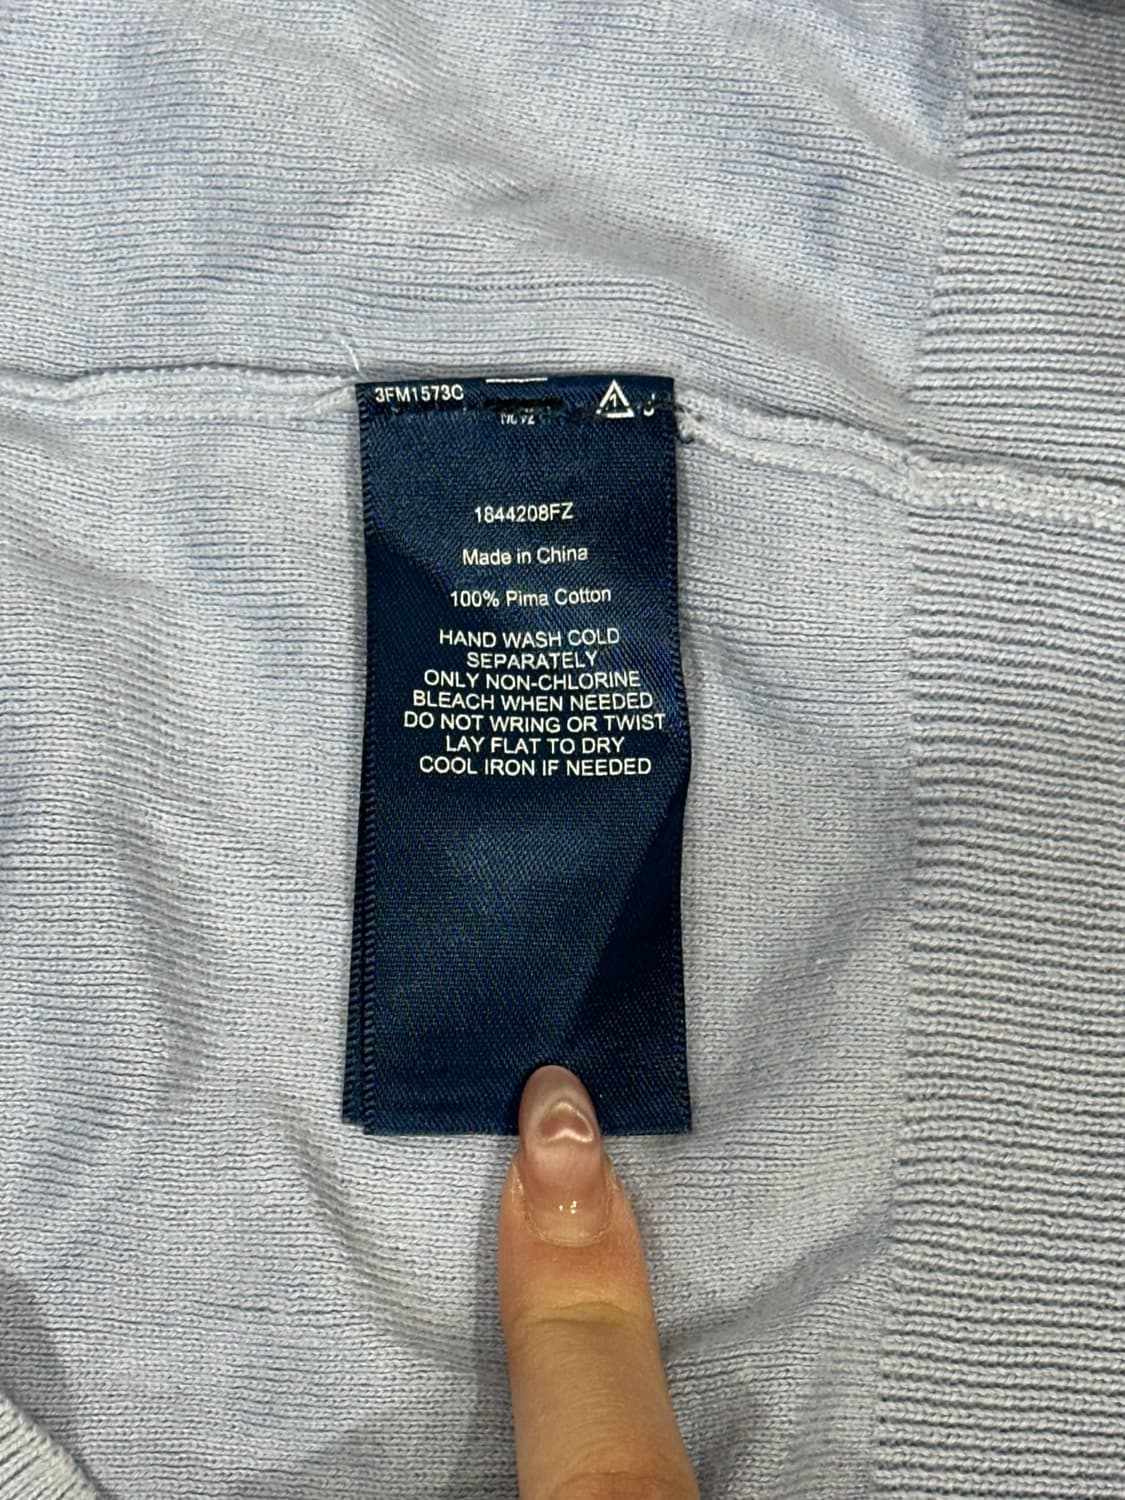 3FM1573C
1844208FZ
Made in China
100% Pima Cotton
HAND WASH COLD
SEPARATELY
ONLY NON-CHLORINE
BLEACH WHEN NEEDED
DO NOT WRING OR TWIST
LAY FLAT TO DRY
COOL IRON IF NEEDED